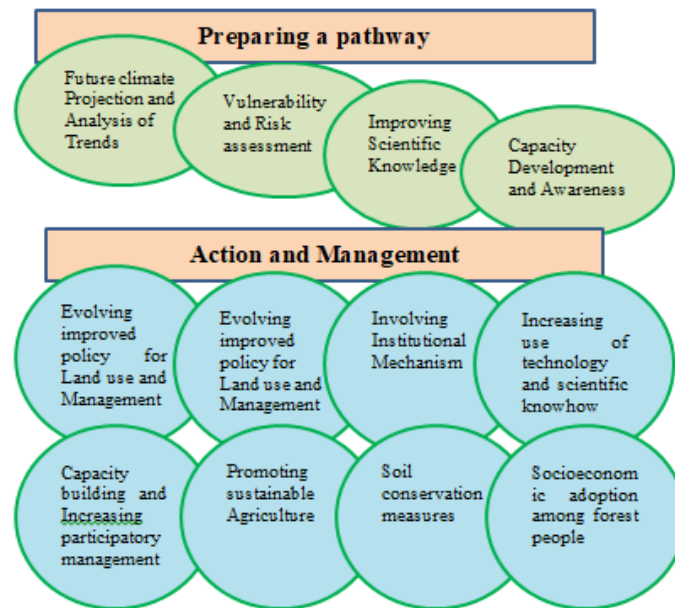 Preparing a pathway
Future climate
Projection and
Analysis of
Trends
Vulnerability
and Risk
assessment
Improving
Scientific
Knowledge
Capacity
Development
and Awareness
Action and Management
Evolving
improved
policy for
Land use and
Management
Evolving
improved
policy for
Land use and
Management
Involving
Institutional
Mechanism
Increasing
use of
technology
and scientific
knowhow
Capacity
building and
Increasing
participatory
management
Promoting
sustainable
Agriculture
Soil
conservation
measures
Socioeconom
ic adoption
among forest
people